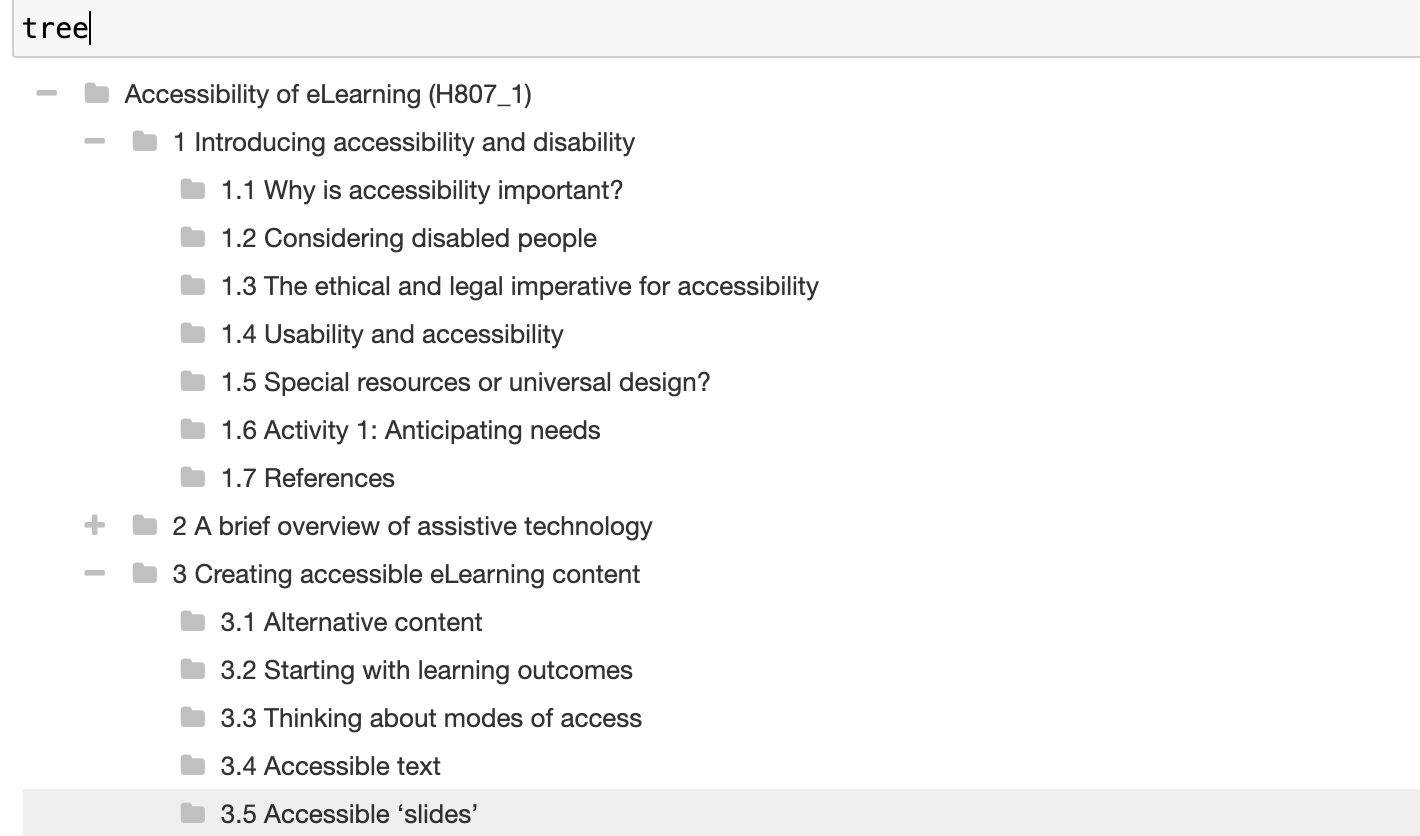 tree
Accessibility of eLearning (H807_1)
1 Introducing accessibility and disability
1.1 Why is accessibility important?
1.2 Considering disabled people
1.3 The ethical and legal imperative for accessibility
1.4 Usability and accessibility
1.5 Special resources or universal design?
1.6 Activity 1: Anticipating needs
1.7 References
2 A brief overview of assistive technology
3 Creating accessible eLearning content
3.1 Alternative content
3.2 Starting with learning outcomes
3.3 Thinking about modes of access
3.4 Accessible text
3.5 Accessible ‘slides’